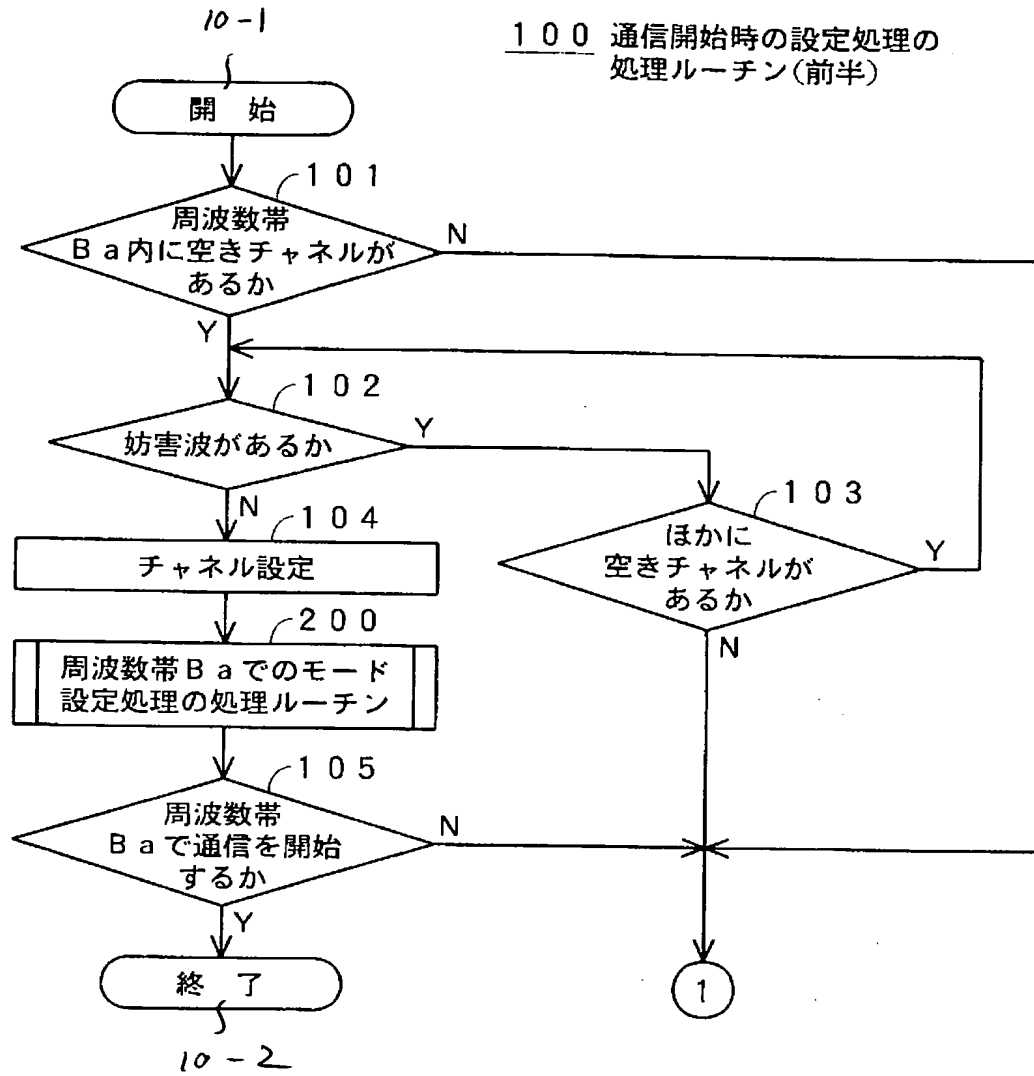 10-1
100 通信開始時の設定処理の
処理ルーチン(前半)
開 始
101
周波数帯
Ba内に空きチャネルが
あるか
N
Y
102
妨害波があるか
Y
N
103
ほかに
空きチャネルが
あるか
Y
N
104
チャネル設定
200
周波数帯Baでのモード
設定処理の処理ルーチン
105
周波数帯
Baで通信を開始
するか
N
Y
終 了
1
10-2